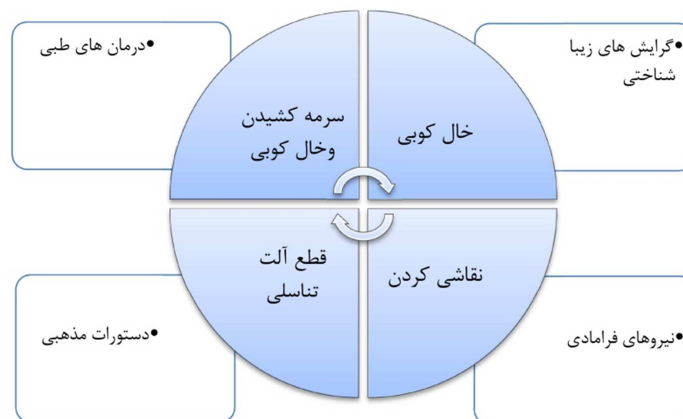 •گرایش های زیبا
شناختی
خال کوبی
سرمه کشیدن
وخال کوبی
•درمان های طبی
•نیروهای فرامادی
نقاشی کردن
قطع آلت
تناسلی
•دستورات مذهبی